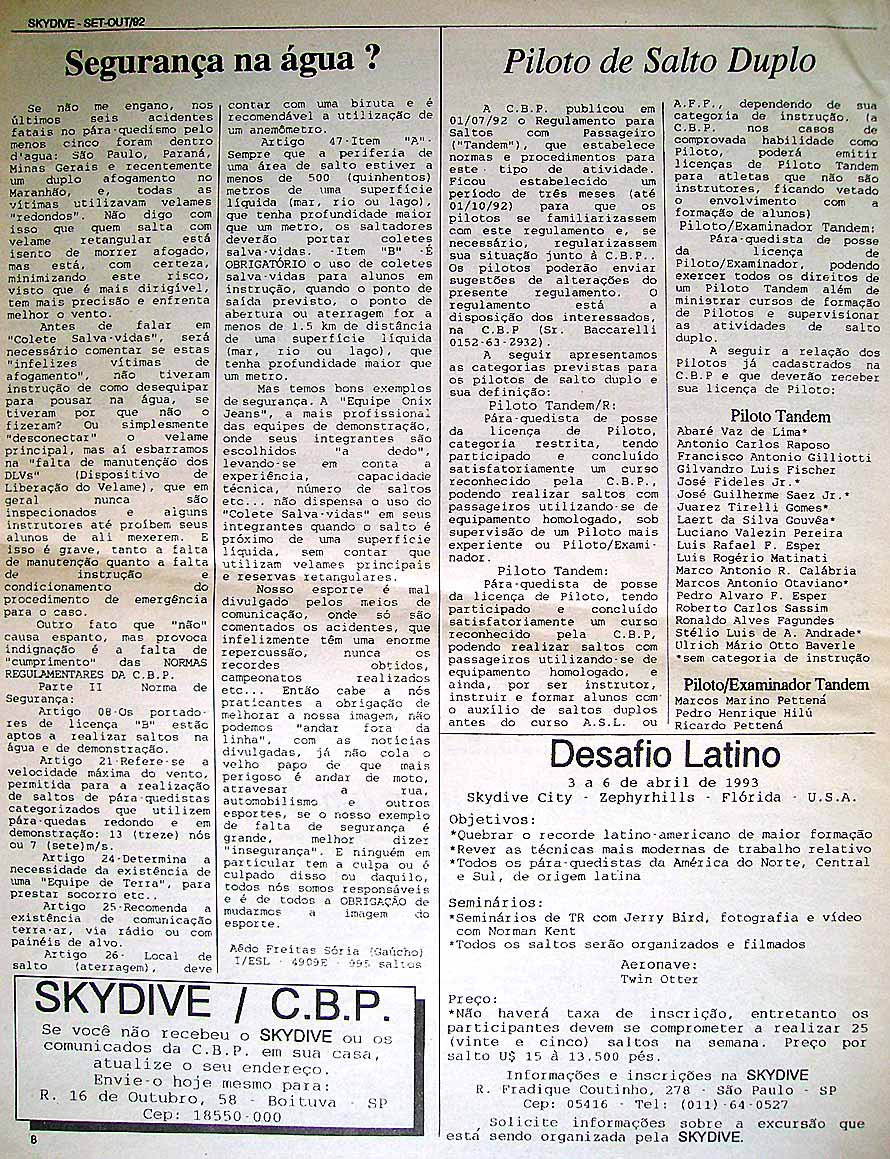 SKYDIVE - SET-OUT/92
Segurança na água ?
Se não me engano, nos
últimos seis acidentes
fatais no pára-quedismo pelo
menos cinco foram dentro
d'agua: São Paulo, Paraná,
Minas Gerais e recentemente
um duplo afogamento no
Maranhão e, todas as
vítimas utilizavam velames
"redondos". Não digo com
isso que quem salta com
velame retangular está
isento de morrer afogado,
mas está, com certeza,
minimizando este risco,
visto que é mais dirigível,
tem mais precisão e enfrenta
melhor o vento.
Antes de falar em
"Colete Salva-vidas", será
necessário comentar se estas
"infelizes vítimas de
afogamento", não tiveram
instrução de como desequipar
para pousar na água, se
tiveram por que não o
fizeram? Ou simplesmente
"desconectar" o velame
principal, mas aí esbarramos
na "falta de manutenção dos
DLVs" (Dispositivo de
Liberação do Velame), que em
geral nunca são
inspecionados e alguns
instrutores até proíbem seus
alunos de ali mexerem. E
isso é grave, tanto a falta
de manutenção quanto a falta
de instrução e
condicionamento do
procedimento de emergência
para o caso.
Outro fato que "não"
causa espanto, mas provoca
indignação é a falta de
"cumprimento" das NORMAS
REGULAMENTARES DA C.B.P.
Parte II Norma de
Segurança:
Artigo 08-Os portado-
res de licença "B" estão
aptos a realizar saltos na
água e de demonstração.
Artigo 21-Refere-se a
velocidade máxima do vento,
permitida para a realização
de saltos de pára-quedistas
categorizados que utilizem
pára-quedas redondo e em
demonstração: 13 (treze) nós
ou 7 (sete)m/s.
Artigo 24-Determina a
necessidade da existência de
uma "Equipe de Terra", para
prestar socorro etc..
Artigo 25-Recomenda a
existência de comunicação
terra-ar, via rádio ou com
painéis de alvo.
Artigo 26- Local de
salto (aterragem), deve
contar com uma biruta e é
recomendável a utilização de
um anemômetro.
Artigo 47-Item "A"-
Sempre que a periferia de
uma área de salto estiver a
menos de 500 (quinhentos)
metros de uma superfície
líquida (mar, rio ou lago),
que tenha profundidade maior
que um metro, os saltadores
deverão portar coletes
salva-vidas. -Item "B" -É
OBRIGATÓRIO o uso de coletes
salva-vidas para alunos em
instrução, quando o ponto de
saída previsto, o ponto de
abertura ou aterragem for a
menos de 1.5 km de distância
de uma superfície líquida
(mar, rio ou lago), que
tenha profundidade maior que
um metro.
Mas temos bons exemplos
de segurança. A "Equipe Onix
Jeans", a mais profissional
das equipes de demonstração,
onde seus integrantes são
escolhidos "a dedo",
levando-se em conta a
experiência, capacidade
técnica, número de saltos
etc... não dispensa o uso do
"Colete Salva-vidas" em seus
integrantes quando o salto é
próximo de uma superfície
líquida, sem contar que
utilizam velames principais
e reservas retangulares.
Nosso esporte é mal
divulgado pelos meios de
comunicação, onde só são
comentados os acidentes, que
infelizmente têm uma enorme
repercussão, nunca os
recordes obtidos,
campeonatos realizados
etc... Então cabe a nós
praticantes a obrigação de
melhorar a nossa imagem, não
podemos "andar fora da
linha", com as notícias
divulgadas, já não cola o
velho papo de que mais
perigoso é andar de moto,
atravesar a rua,
automobilismo e outros
esportes, se o nosso exemplo
de falta de segurança é
grande, melhor dizer
"insegurança". E ninguém em
particular tem a culpa ou é
culpado disso ou daquilo,
todos nós somos responsáveis
e é de todos a OBRIGAÇÃO de
mudarmos a imagem do
esporte.
Aêdo Freitas Sória (Gaúcho)
I/ESL - 4909E - 995 saltos
SKYDIVE / C.B.P.
Se você não recebeu o SKYDIVE ou os
comunicados da C.B.P. em sua casa,
atualize o seu endereço.
Envie-o hoje mesmo para:
R. 16 de Outubro, 58 - Boituva - SP
Cep: 18550-000
8
Piloto de Salto Duplo
A C.B.P. publicou em
01/07/92 o Regulamento para
Saltos com Passageiro
("Tandem"), que estabelece
normas e procedimentos para
este tipo de atividade.
Ficou estabelecido um
período de três meses (até
01/10/92) para que os
pilotos se familiarizassem
com este regulamento e, se
necessário, regularizassem
sua situação junto à C.B.P..
Os pilotos poderão enviar
sugestões de alterações do
presente regulamento. O
regulamento está a
disposição dos interessados,
na C.B.P (Sr. Baccarelli
0152-63-2932).
A seguir apresentamos
as categorias previstas para
os pilotos de salto duplo e
sua definição:
Piloto Tandem/R:
Pára-quedista de posse
da licença de Piloto,
categoria restrita, tendo
participado e concluído
satisfatoriamente um curso
reconhecido pela C.B.P.,
podendo realizar saltos com
passageiros utilizando-se de
equipamento homologado, sob
supervisão de um Piloto mais
experiente ou Piloto/Exami-
nador.
Piloto Tandem:
Pára-quedista de posse
da licença de Piloto, tendo
participado e concluído
satisfatoriamente um curso
reconhecido pela C.B.P,
podendo realizar saltos com
passageiros utilizando-se de
equipamento homologado, e
ainda, por ser instrutor,
instruir e formar alunos com
o auxílio de saltos duplos
antes do curso A.S.L. ou
A.F.F., dependendo de sua
categoria de instrução. (a
C.B.P. nos casos de
comprovada habilidade como
Piloto, poderá emitir
licenças de Piloto Tandem
para atletas que não são
instrutores, ficando vetado
o envolvimento com a
formação de alunos)
Piloto/Examinador Tandem:
Pára-quedista de posse
da licença de
Piloto/Examinador, podendo
exercer todos os direitos de
um Piloto Tandem além de
ministrar cursos de formação
de Pilotos e supervisionar
as atividades de salto
duplo.
A seguir a relação dos
Pilotos já cadastrados na
C.B.P e que deverão receber
sua licença de Piloto:
Piloto Tandem
Abaré Vaz de Lima*
Antonio Carlos Raposo
Francisco Antonio Gilliotti
Gilvandro Luis Fischer
José Fideles Jr.*
José Guilherme Saez Jr.*
Juarez Tirelli Gomes*
Laert da Silva Gouvêa*
Luciano Valezin Pereira
Luis Rafael F. Esper
Luis Rogério Matinati
Marco Antonio R. Calábria
Marcos Antonio Otaviano*
Pedro Alvaro F. Esper
Roberto Carlos Sassim
Ronaldo Alves Fagundes
Stélio Luis de A. Andrade*
Ulrich Mário Otto Baverle
*sem categoria de instrução
Piloto/Examinador Tandem
Marcos Marino Pettená
Pedro Henrique Hilú
Ricardo Pettená
Desafio Latino
3 a 6 de abril de 1993
Skydive City - Zephyrhills - Flórida - U.S.A.
Objetivos:
*Quebrar o recorde latino-americano de maior formação
*Rever as técnicas mais modernas de trabalho relativo
*Todos os pára-quedistas da América do Norte, Central
e Sul, de origem latina
Seminários:
*Seminários de TR com Jerry Bird, fotografia e vídeo
com Norman Kent
*Todos os saltos serão organizados e filmados
Aeronave:
Twin Otter
Preço:
*Não haverá taxa de inscrição, entretanto os
participantes devem se comprometer a realizar 25
(vinte e cinco) saltos na semana. Preço por
salto U$ 15 à 13.500 pés.
Informações e inscrições na SKYDIVE
R. Fradique Coutinho, 278 - São Paulo - SP
Cep: 05416 - Tel: (011)-64-0527
Solicite informações sobre a excursão que
está sendo organizada pela SKYDIVE.